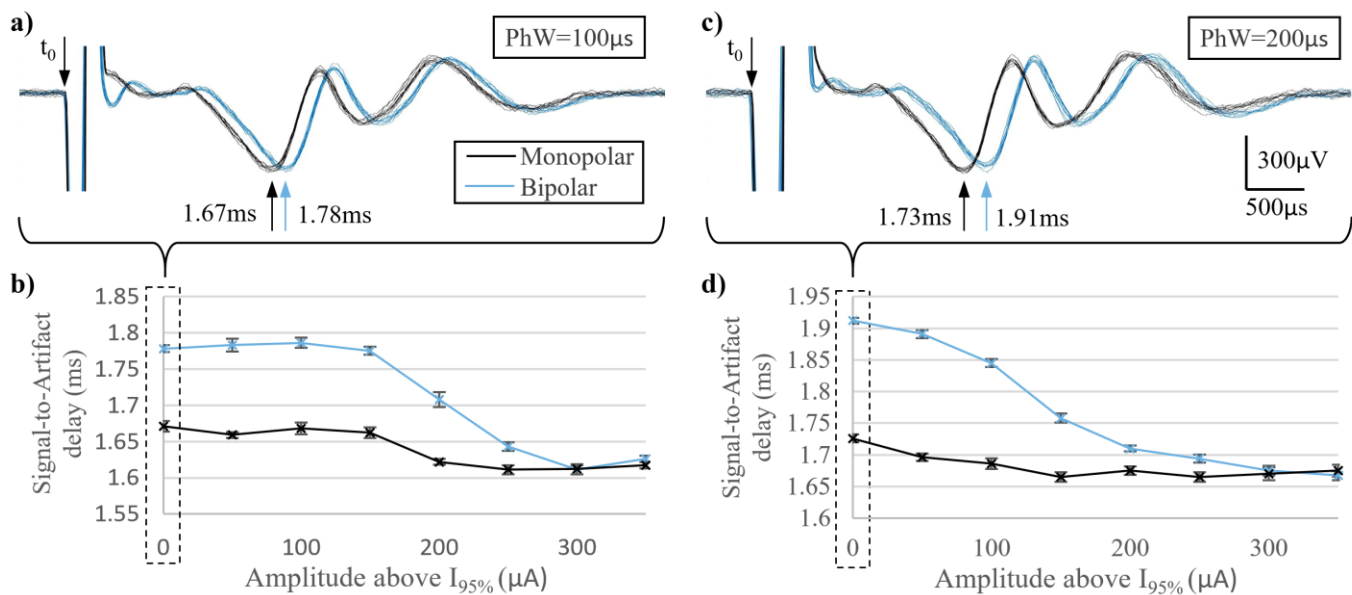 a)
PhW=100μs
t0
Monopolar
Bipolar
1.67ms
1.78ms
c)
PhW=200μs
t0
300μV
500μs
1.73ms
1.91ms
b)
Signal-to-Artifact
delay (ms)
1.85
1.8
1.75
1.7
1.65
1.6
1.55
0
100
200
300
Amplitude above I95% (μA)
d)
Signal-to-Artifact
delay (ms)
1.95
1.9
1.85
1.8
1.75
1.7
1.65
1.6
0
100
200
300
Amplitude above I95% (μA)